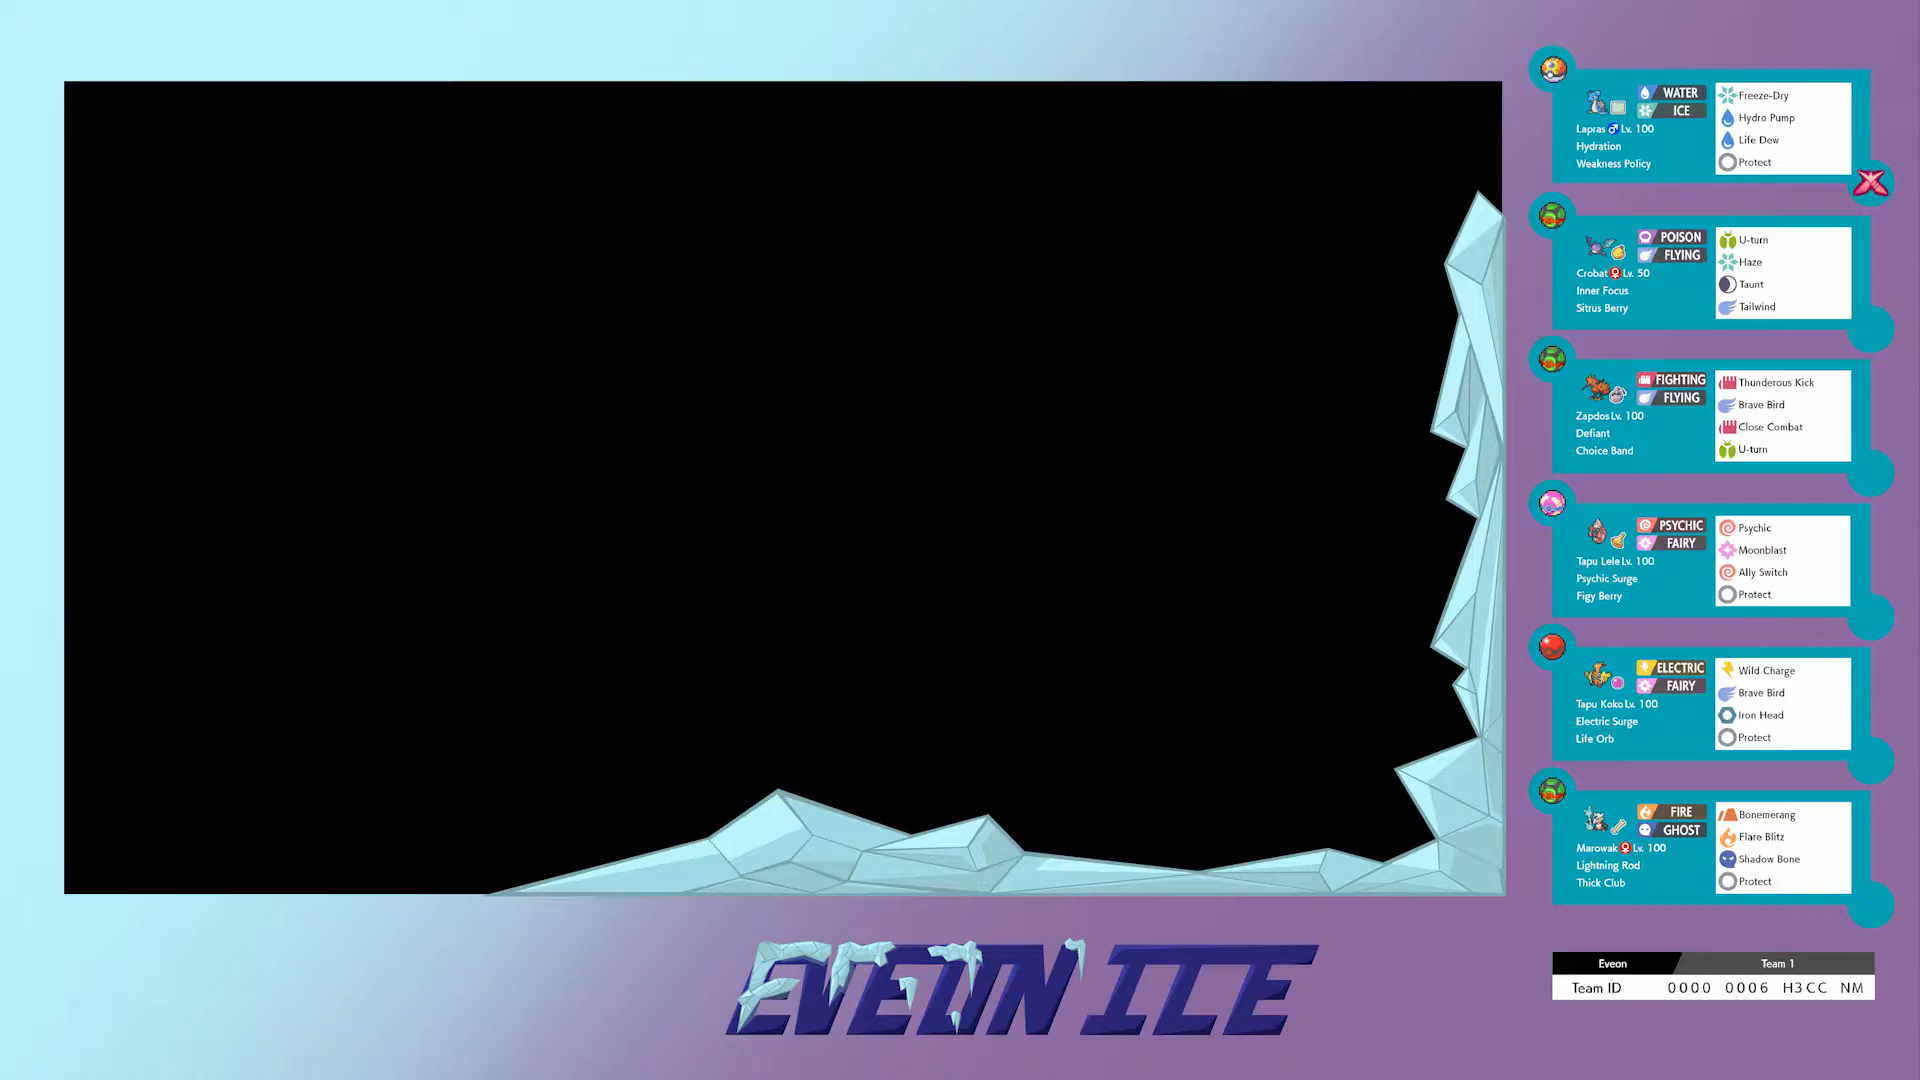 WATER
ICE
Lapras Lv. 100
Hydration
Weakness Policy
Freeze-Dry
Hydro Pump
Life Dew
Protect
POISON
FLYING
Crobat Lv. 50
Inner Focus
Sitrus Berry
U-turn
Haze
Taunt
Tailwind
FIGHTING
FLYING
Zapdos Lv. 100
Defiant
Choice Band
Thunderous Kick
Brave Bird
Close Combat
U-turn
PSYCHIC
FAIRY
Tapu Lele Lv. 100
Psychic Surge
Figy Berry
Psychic
Moonblast
Ally Switch
Protect
ELECTRIC
FAIRY
Tapu Koko Lv. 100
Electric Surge
Life Orb
Wild Charge
Brave Bird
Iron Head
Protect
FIRE
GHOST
Marowak Lv. 100
Lightning Rod
Thick Club
Bonemerang
Flare Blitz
Shadow Bone
Protect
Eveon Team 1
Team ID 0000 0006 H3CC NM
EVEON ICE